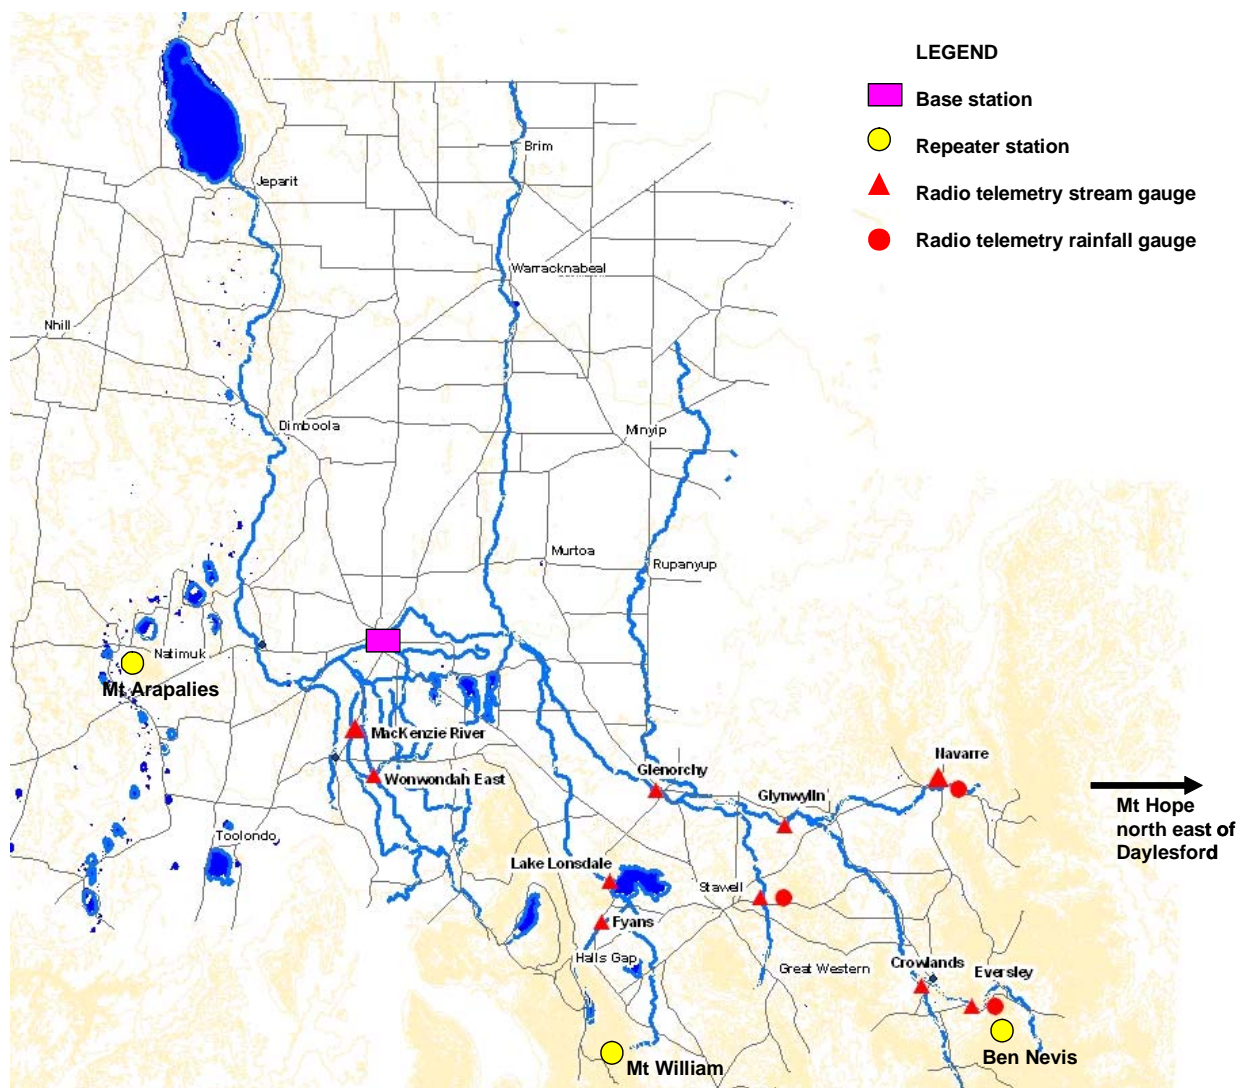 LEGEND
Base station
Repeater station
Radio telemetry stream gauge
Radio telemetry rainfall gauge
Brim
Jeparit
Warracknabeal
Nhill
Dimboola
Minyip
Murtoa
Rupanyup
Natimuk
Mt Arapalies
MacKenzie River
Wonwondah East
Glenorchy
Navarre
Glynwylln
Mt Hope
north east of
Daylesford
Toolondo
Lake Lonsdale
Stawell
Fyans
Halls Gap
Great Western
Crowlands
Eversley
Ben Nevis
Mt William